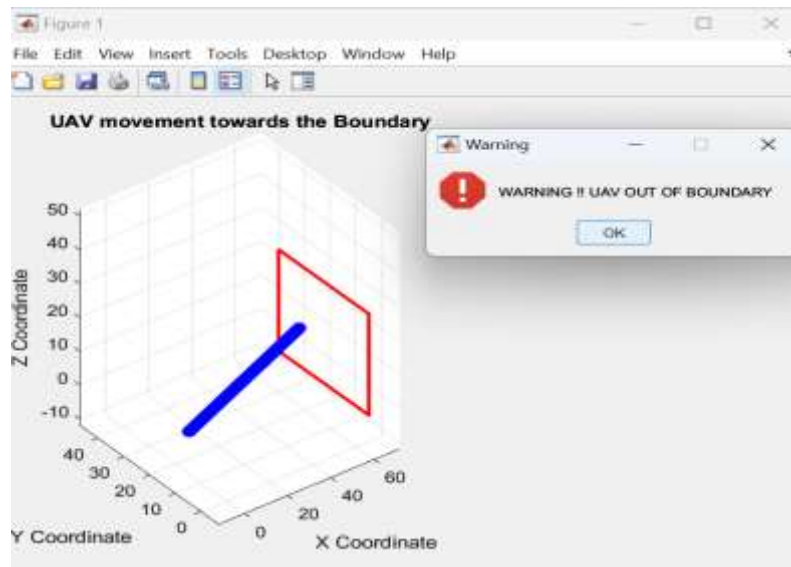 Figure 1
File Edit View Insert Tools Desktop Window Help
UAV movement towards the Boundary
Warning
WARNING !! UAV OUT OF BOUNDARY
OK
Z Coordinate
50
40
30
20
10
0
-10
40
30
20
10
0
Y Coordinate
0
20
40
60
X Coordinate